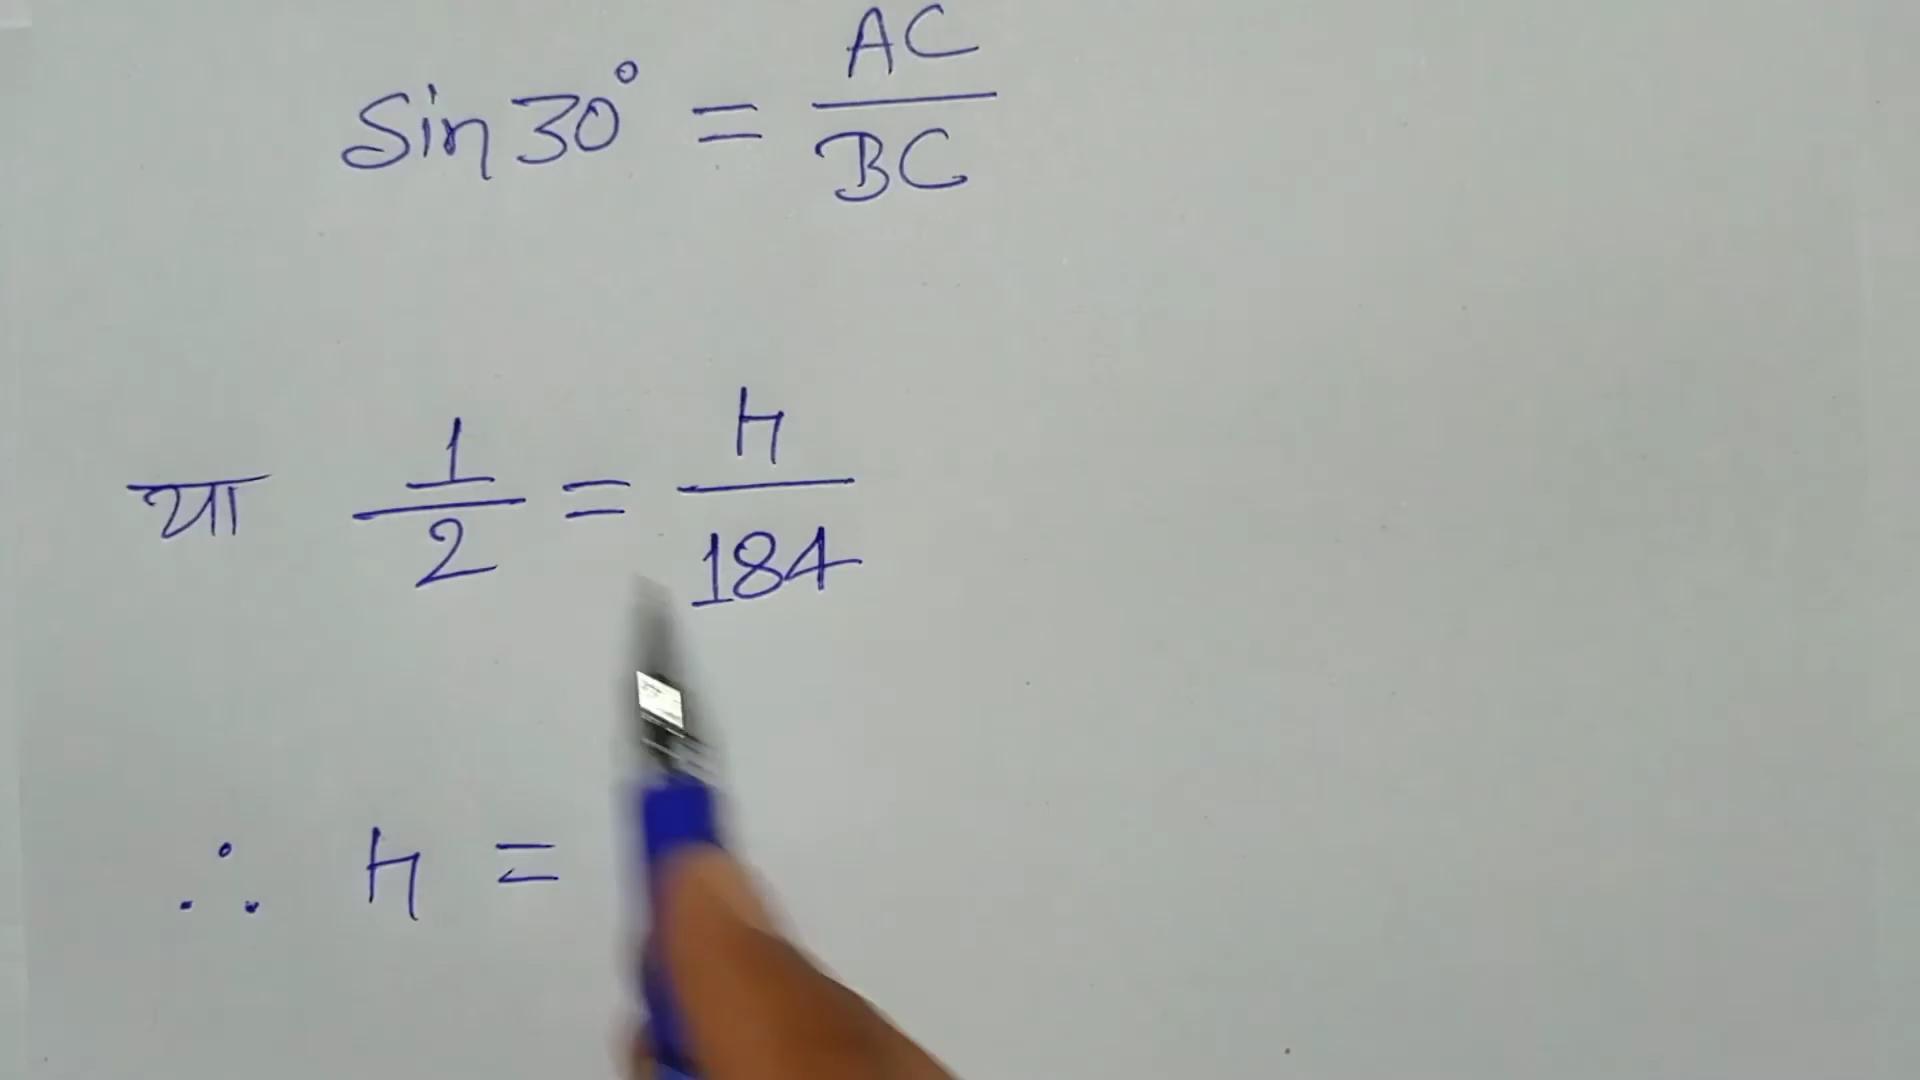 Sin 30° = AC/BC
या 1/2 = H/184
∴ H =